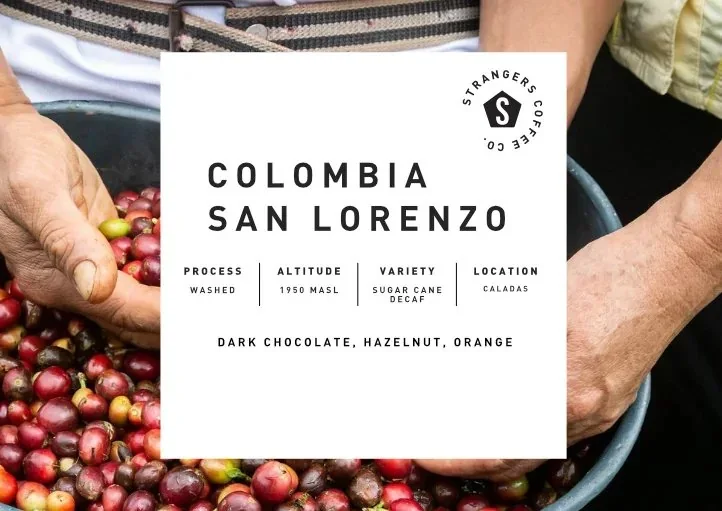 STRANGERS COFFEE CO.
S
COLOMBIA
SAN LORENZO
PROCESS
WASHED
ALTITUDE
1950 MASL
VARIETY
SUGAR CANE
DECAF
LOCATION
CALADAS
DARK CHOCOLATE, HAZELNUT, ORANGE